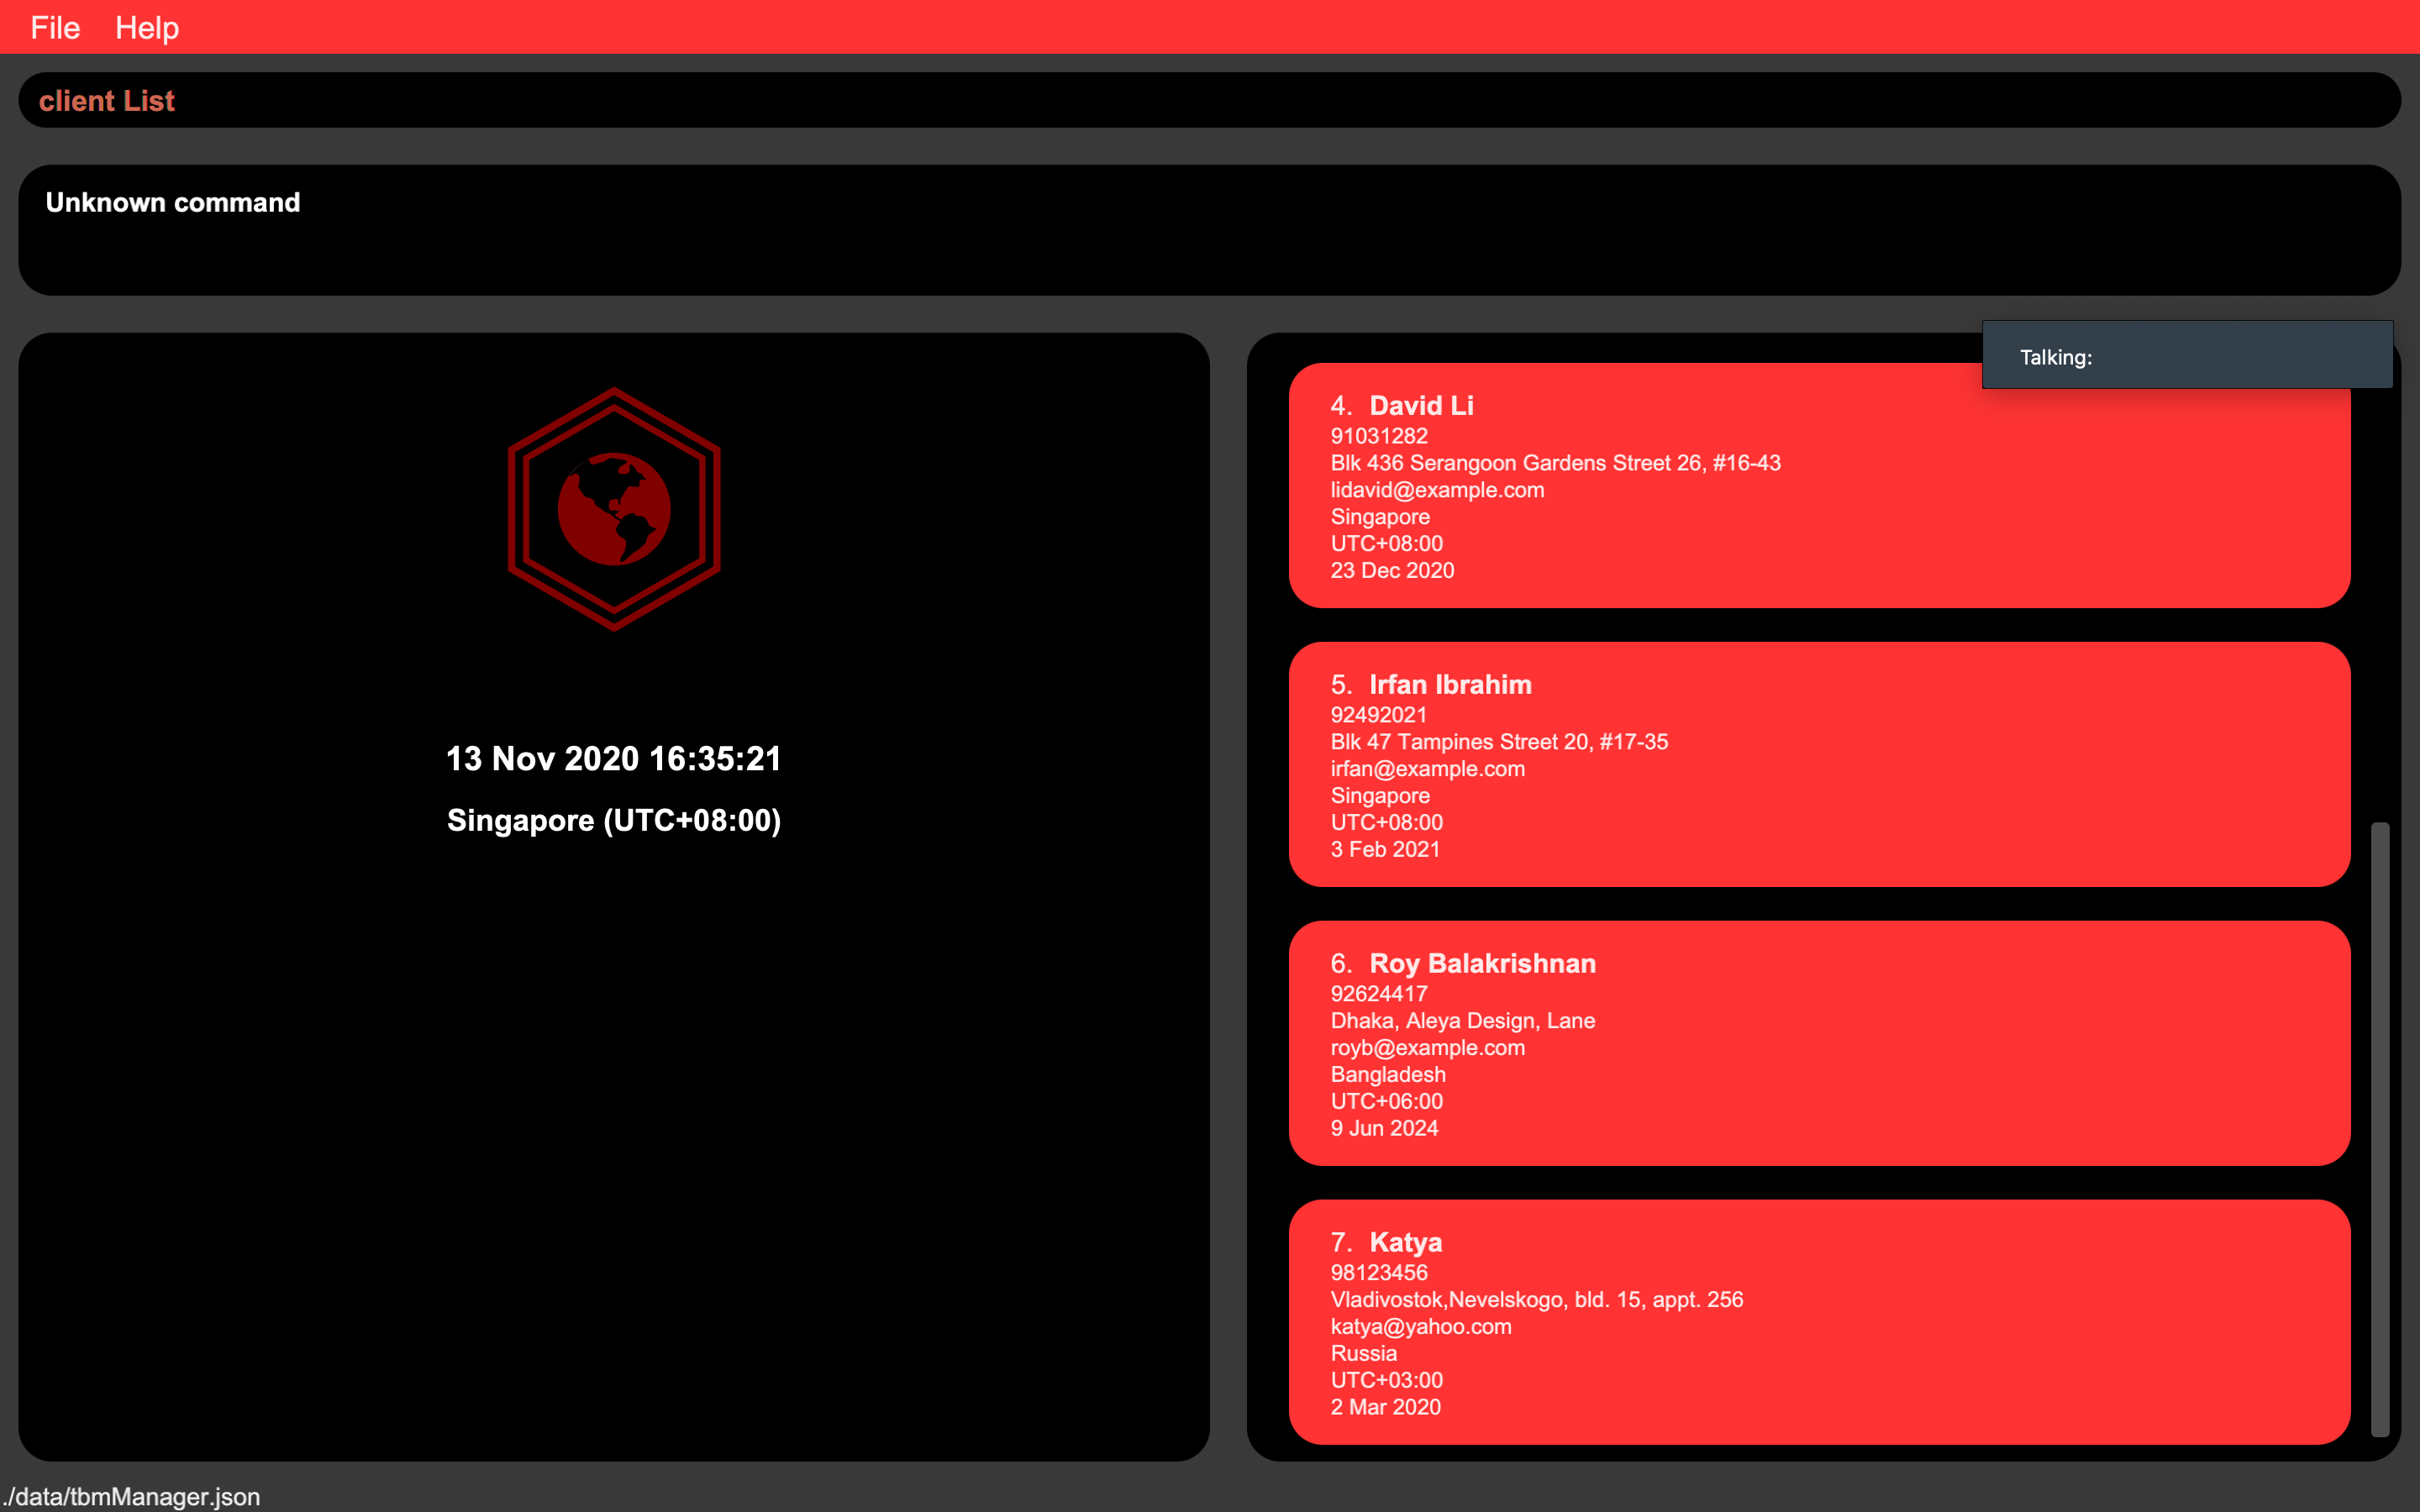 File Help
client List
Unknown command
Talking:
13 Nov 2020 16:35:21
Singapore (UTC+08:00)
4. David Li
91031282
Blk 436 Serangoon Gardens Street 26, #16-43
lidavid@example.com
Singapore
UTC+08:00
23 Dec 2020
5. Irfan Ibrahim
92492021
Blk 47 Tampines Street 20, #17-35
irfan@example.com
Singapore
UTC+08:00
3 Feb 2021
6. Roy Balakrishnan
92624417
Dhaka, Aleya Design, Lane
royb@example.com
Bangladesh
UTC+06:00
9 Jun 2024
7. Katya
98123456
Vladivostok,Nevelskogo, bld. 15, appt. 256
katya@yahoo.com
Russia
UTC+03:00
2 Mar 2020
./data/tbmManager.json